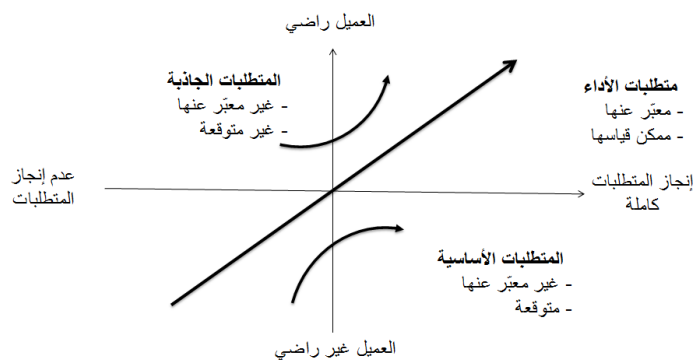 العميل راضي
المتطلبات الجاذبة
- غير معبّر عنها
- غير متوقعة
متطلبات الأداء
- معبّر عنها
- ممكن قياسها
إنجاز المتطلبات
كاملة
عدم إنجاز
المتطلبات
المتطلبات الأساسية
- غير معبّر عنها
- متوقعة
العميل غير راضي